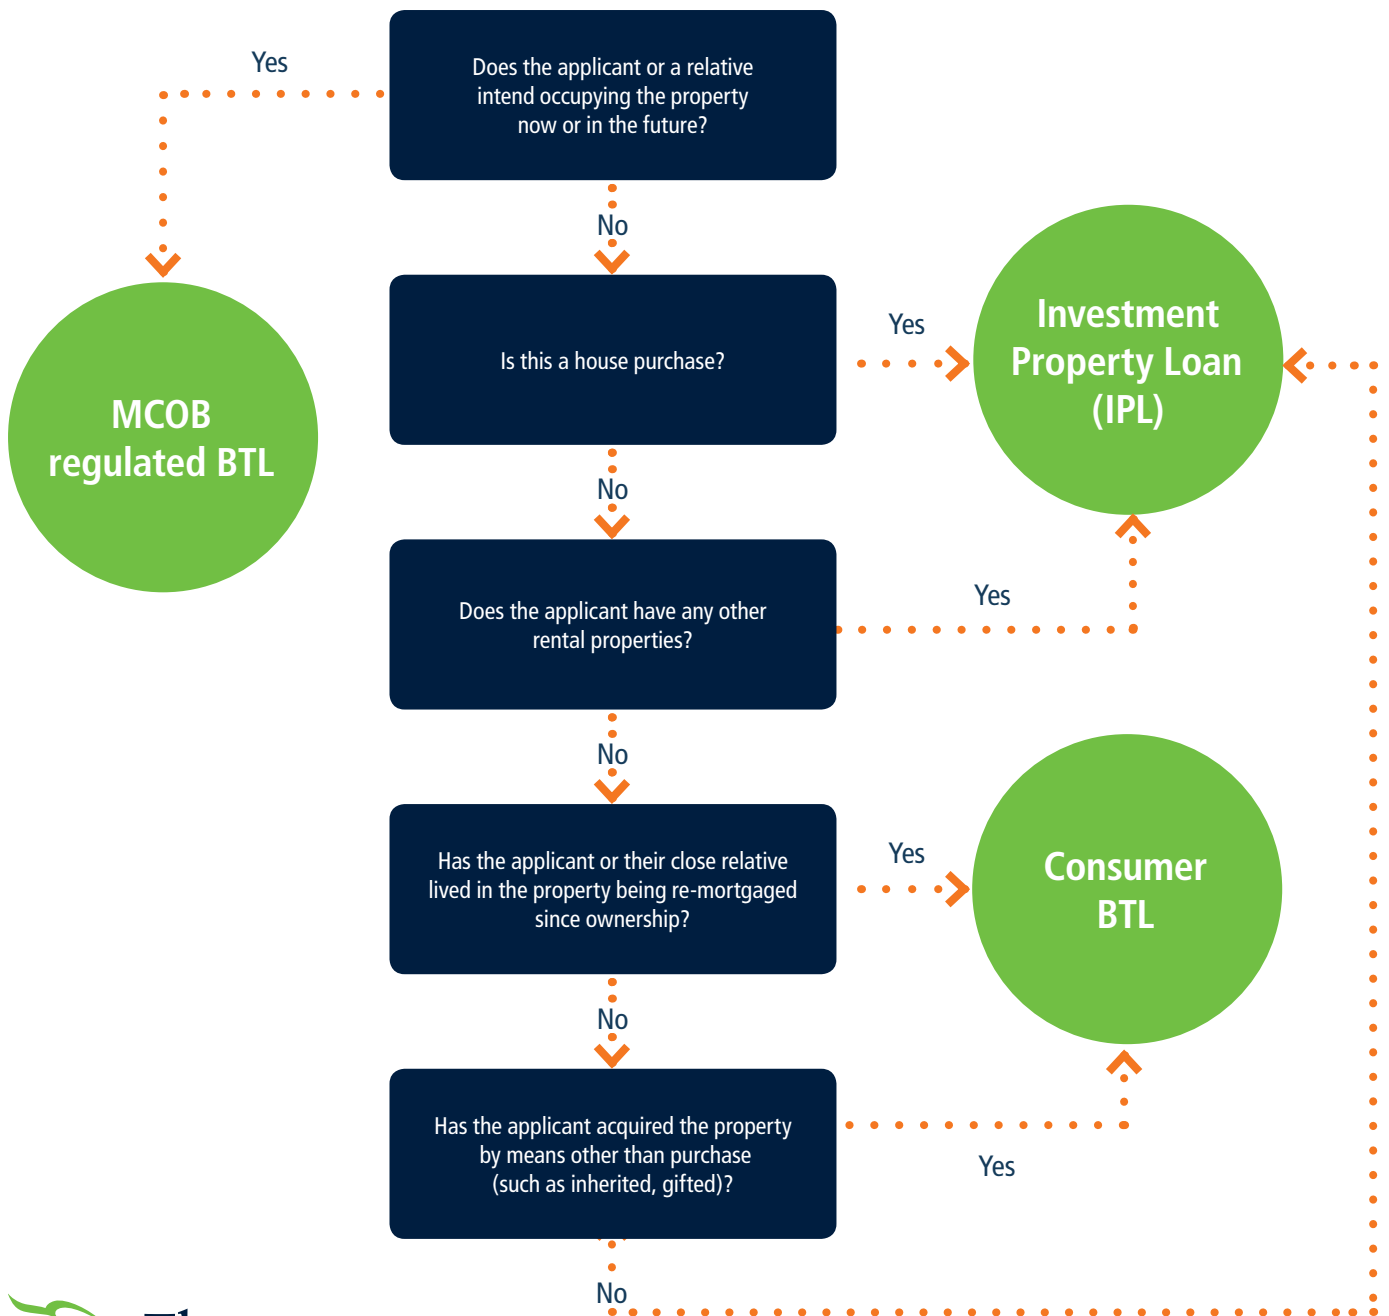 Yes
Does the applicant or a relative
intend occupying the property
now or in the future?
No
Is this a house purchase?
Yes
Investment
Property Loan
(IPL)
MCOB
regulated BTL
No
Does the applicant have any other
rental properties?
Yes
No
Has the applicant or their close relative
lived in the property being re-mortgaged
since ownership?
Yes
Consumer
BTL
No
Has the applicant acquired the property
by means other than purchase
(such as inherited, gifted)?
Yes
No